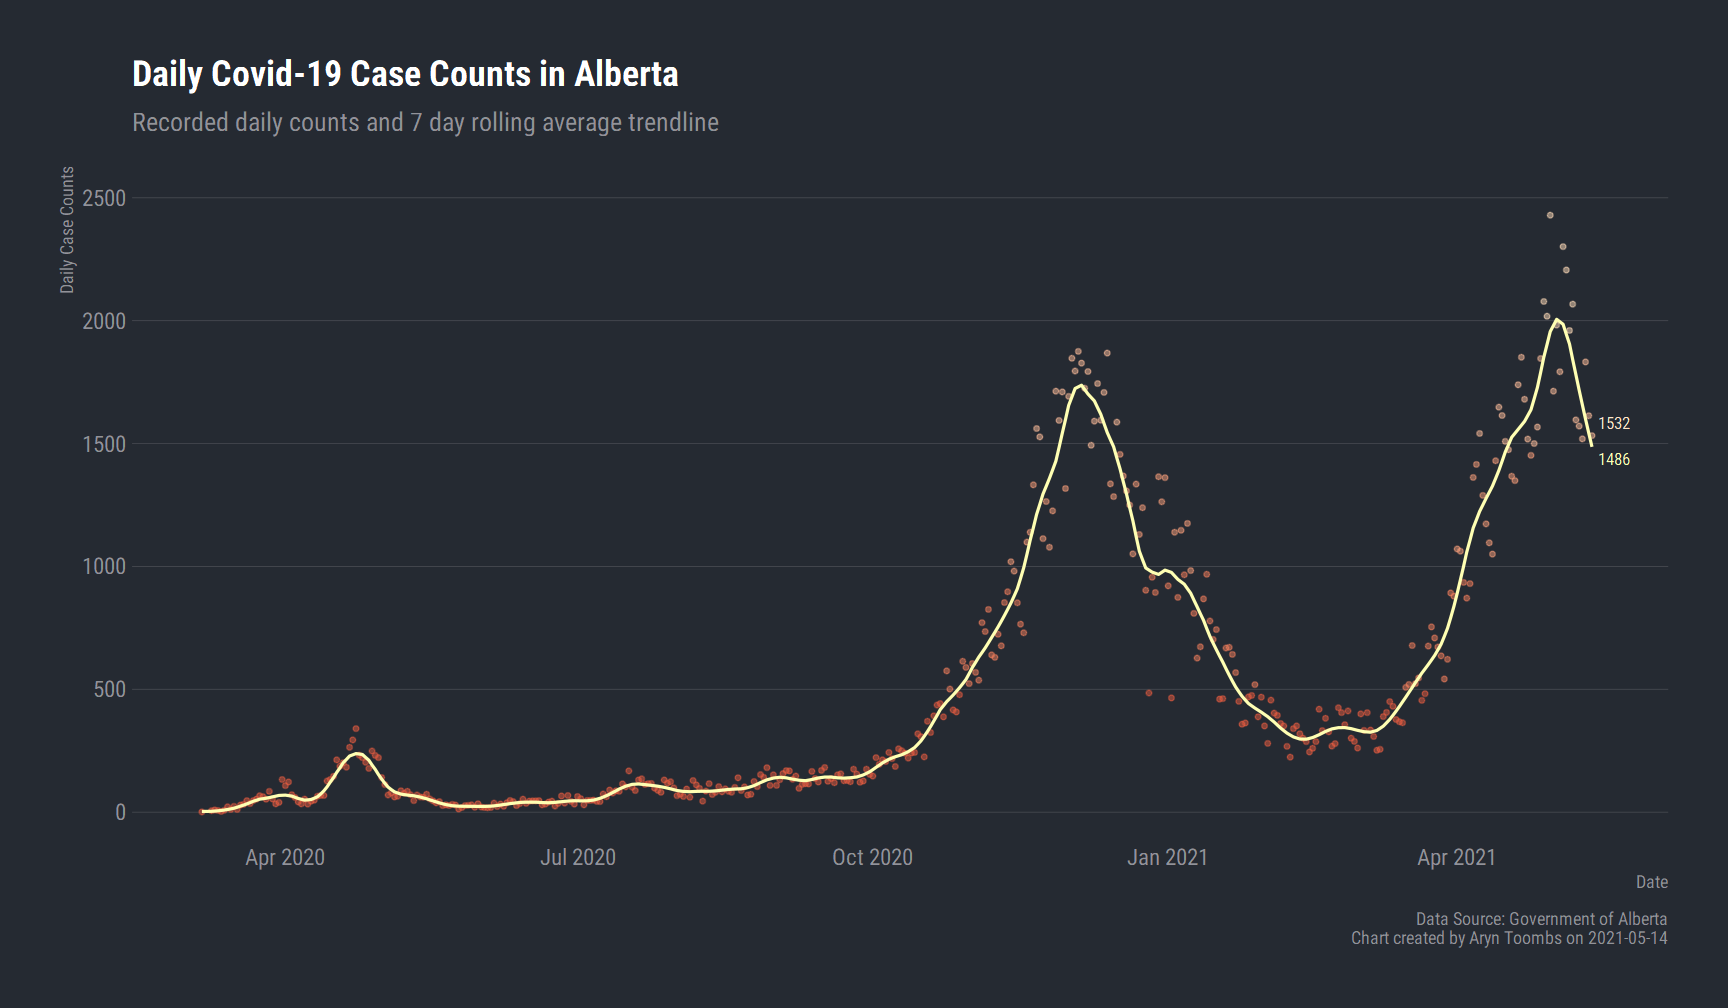 Daily Covid-19 Case Counts in Alberta
Recorded daily counts and 7 day rolling average trendline
Daily Case Counts
2500
2000
1500
1000
500
0
1532
1486
Apr 2020
Jul 2020
Oct 2020
Jan 2021
Apr 2021
Date
Data Source: Government of Alberta
Chart created by Aryn Toombs on 2021-05-14